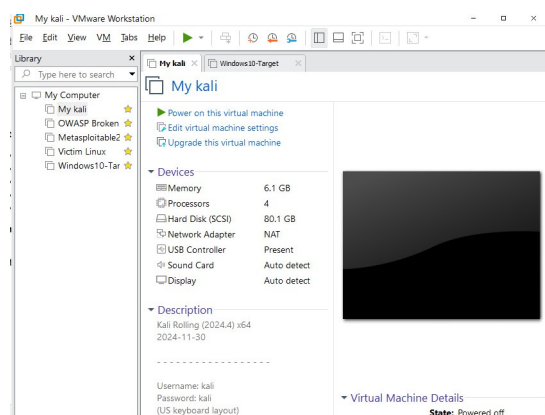 My kali - VMware Workstation
File Edit View VM Tabs Help
Library
Type here to search
My Computer
My kali
OWASP Broken
Metasploitable2
Victim Linux
Windows10-Tar
My kali
Windows10-Target
My kali
Power on this virtual machine
Edit virtual machine settings
Upgrade this virtual machine
Devices
Memory 6.1 GB
Processors 4
Hard Disk (SCSI) 80.1 GB
Network Adapter NAT
USB Controller Present
Sound Card Auto detect
Display Auto detect
Description
Kali Rolling (2024.4) x64
2024-11-30
- - - - - - - - - - - - - - - - - -
Username: kali
Password: kali
(US keyboard layout)
Virtual Machine Details
State: Powered off